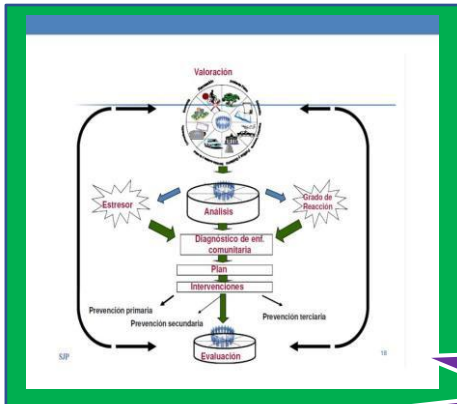 Valoración
Estresor
Grado de
Reacción
Análisis
Diagnóstico de enf.
comunitaria
Plan
Intervenciones
Prevención primaria
Prevención secundaria
Prevención terciaria
Evaluación
SJP
18